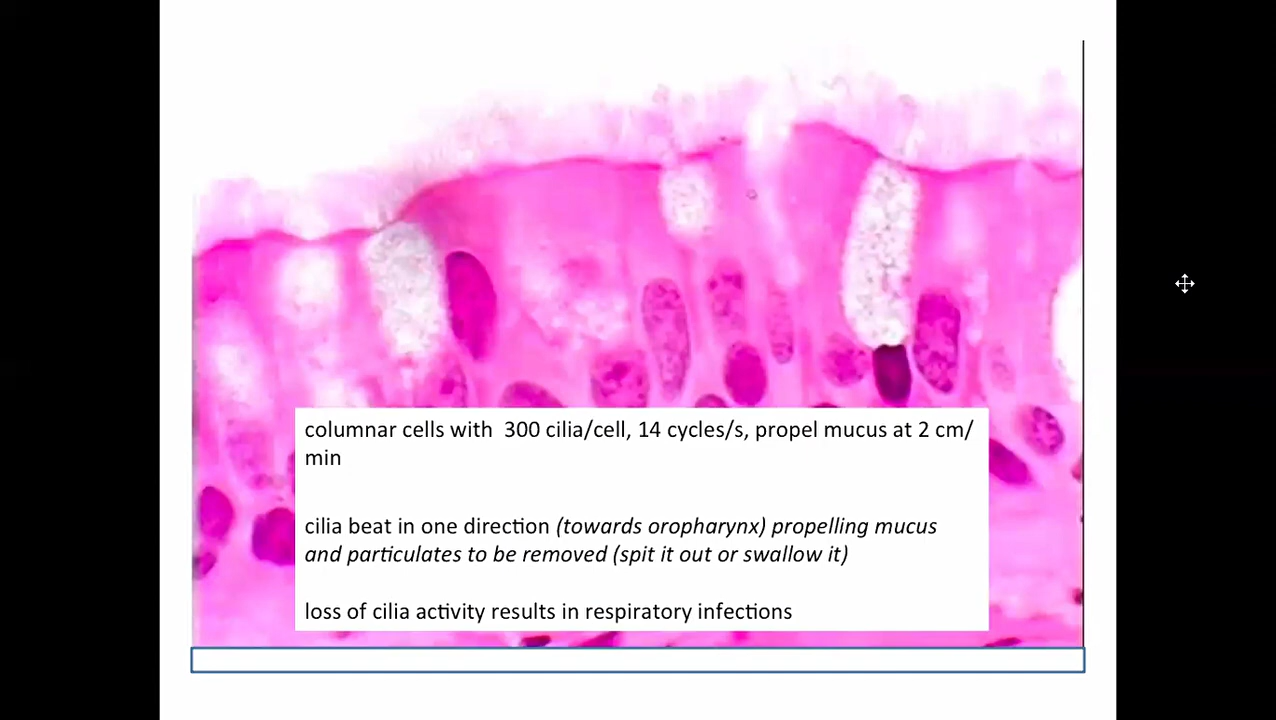 columnar cells with  300 cilia/cell, 14 cycles/s, propel mucus at 2 cm/
min
cilia beat in one direction (towards oropharynx) propelling mucus
and particulates to be removed (spit it out or swallow it)
loss of cilia activity results in respiratory infections